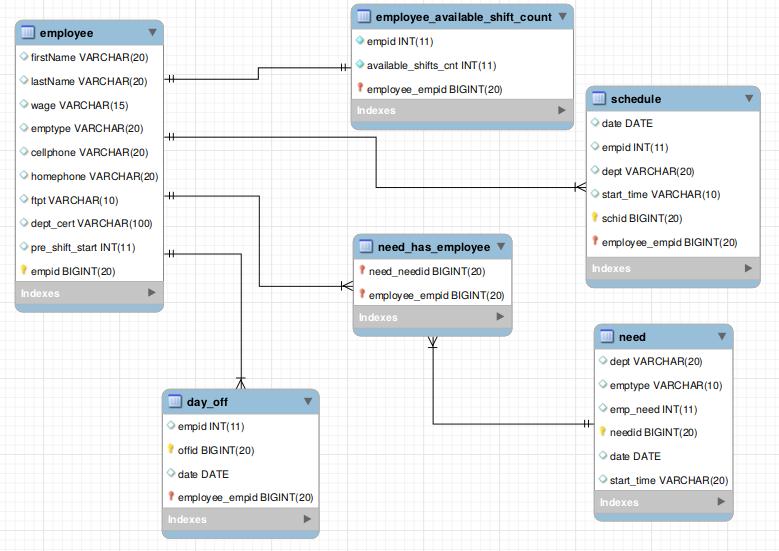 employee
firstName VARCHAR(20)
lastName VARCHAR(20)
wage VARCHAR(15)
emptype VARCHAR(20)
cellphone VARCHAR(20)
homephone VARCHAR(20)
ftpt VARCHAR(10)
dept_cert VARCHAR(100)
pre_shift_start INT(11)
empid BIGINT(20)
Indexes
employee_available_shift_count
empid INT(11)
available_shifts_cnt INT(11)
employee_empid BIGINT(20)
Indexes
schedule
date DATE
empid INT(11)
dept VARCHAR(20)
start_time VARCHAR(10)
schid BIGINT(20)
employee_empid BIGINT(20)
Indexes
need_has_employee
need_needid BIGINT(20)
employee_empid BIGINT(20)
Indexes
need
dept VARCHAR(20)
emptype VARCHAR(10)
emp_need INT(11)
needid BIGINT(20)
date DATE
start_time VARCHAR(20)
Indexes
day_off
empid INT(11)
offid BIGINT(20)
date DATE
employee_empid BIGINT(20)
Indexes